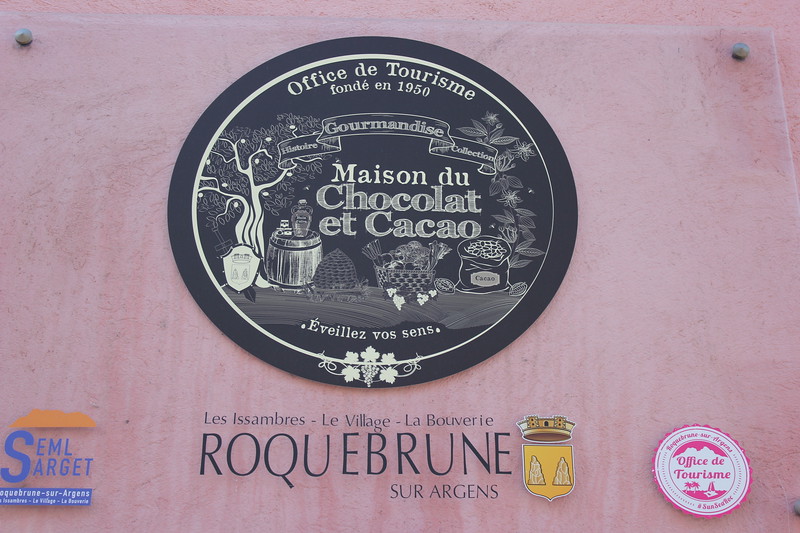 Office de Tourisme
fondé en 1950
Histoire
Gourmandise
Collection
Maison du
Chocolat
et Cacao
Cacao
Éveillez vos sens
Les Issambres - Le Village - La Bouverie
ROQUEBRUNE
SUR ARGENS
SEML
SARGET
Roquebrune-sur-Argens
Les Issambres - Le Village - La Bouverie
Roquebrune-sur-Argens
Office de
Tourisme
#SunSea'Roc